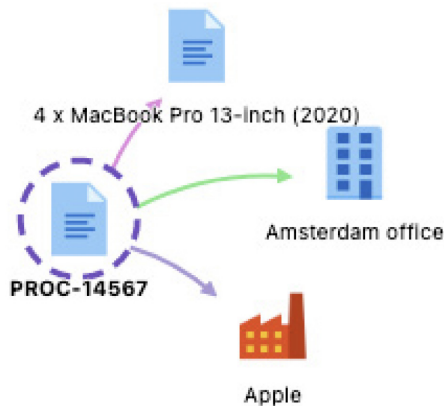 4 x MacBook Pro 13-inch (2020)
Amsterdam office
PROC-14567
Apple